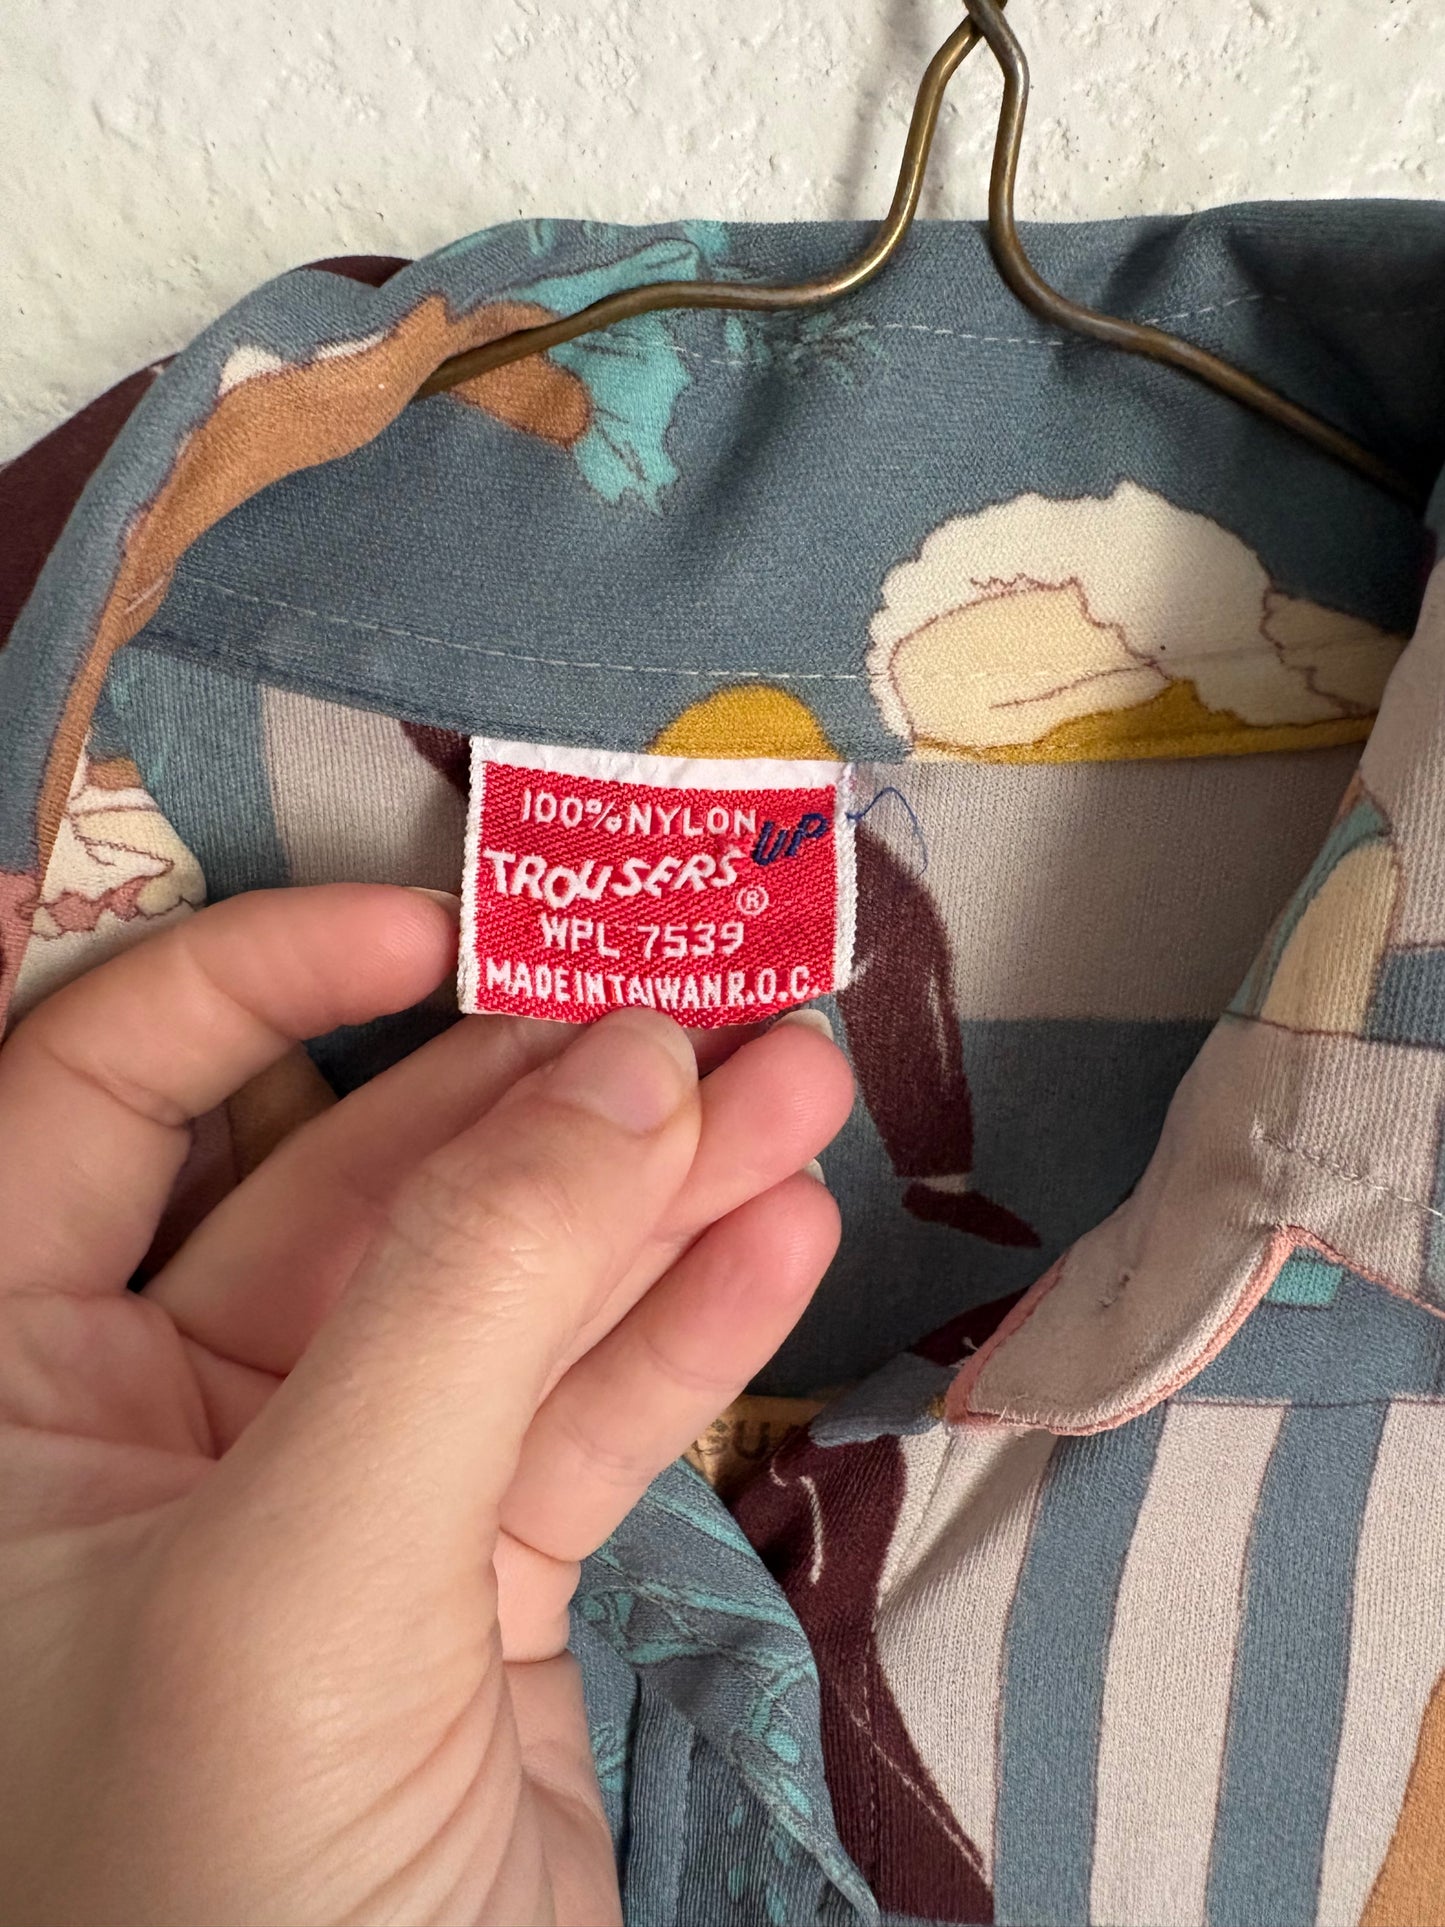 100% NYLON
TROUSERS UP ®
WPL 7539
MADE IN TAIWAN R.O.C.